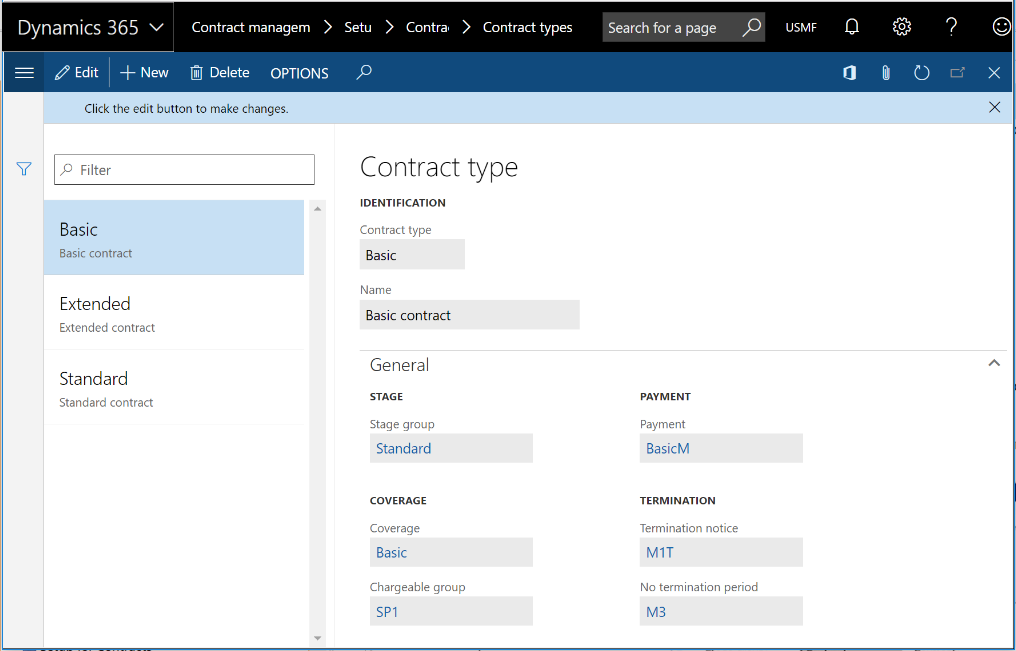 Dynamics 365 Contract managem Setu Contra Contract types Search for a page USMF
Edit New Delete OPTIONS
Click the edit button to make changes.
Filter
Basic
Basic contract
Extended
Extended contract
Standard
Standard contract
Contract type
IDENTIFICATION
Contract type
Basic
Name
Basic contract
General
STAGE
Stage group
Standard
PAYMENT
Payment
BasicM
COVERAGE
Coverage
Basic
Chargeable group
SP1
TERMINATION
Termination notice
M1T
No termination period
M3